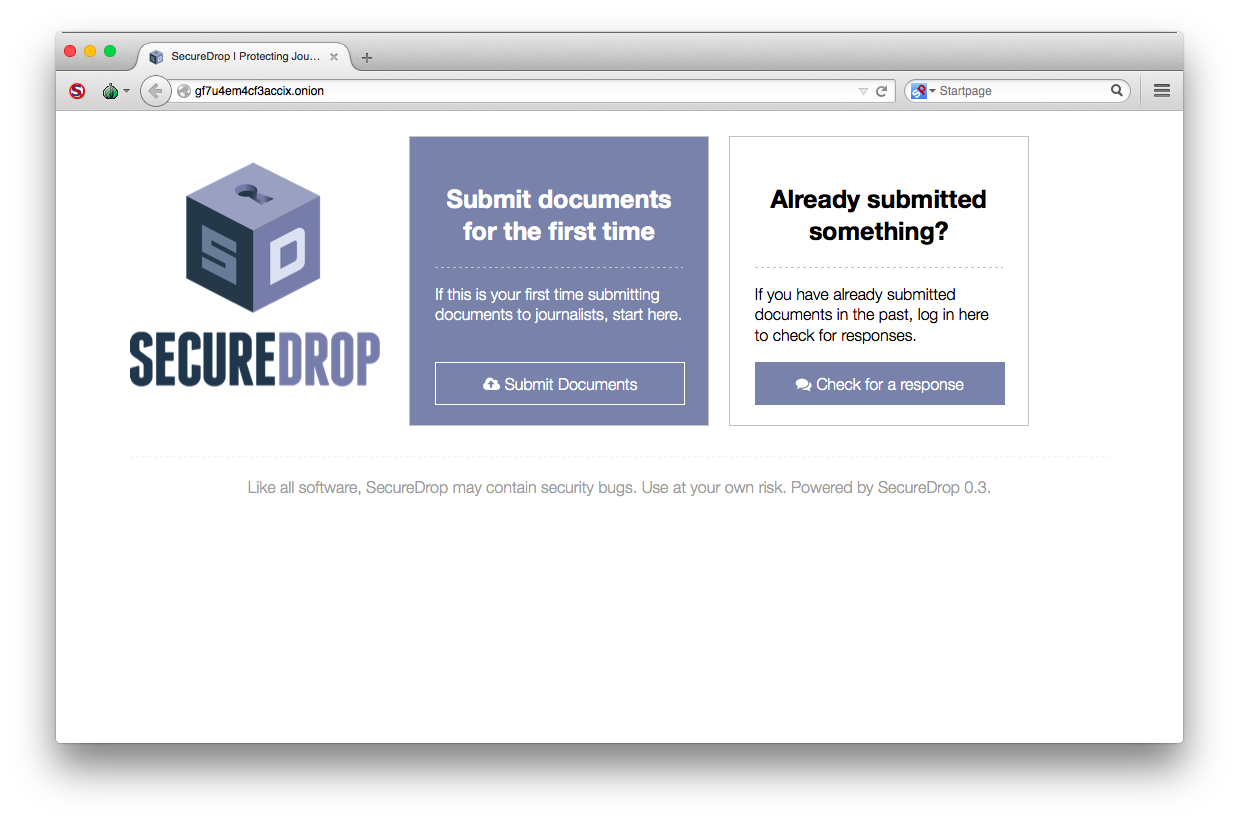 SecureDrop | Protecting Jou...
gf7u4em4cf3accix.onion
Startpage
S D
SECUREDROP
Submit documents
for the first time
If this is your first time submitting
documents to journalists, start here.
Submit Documents
Already submitted
something?
If you have already submitted
documents in the past, log in here
to check for responses.
Check for a response
Like all software, SecureDrop may contain security bugs. Use at your own risk. Powered by SecureDrop 0.3.